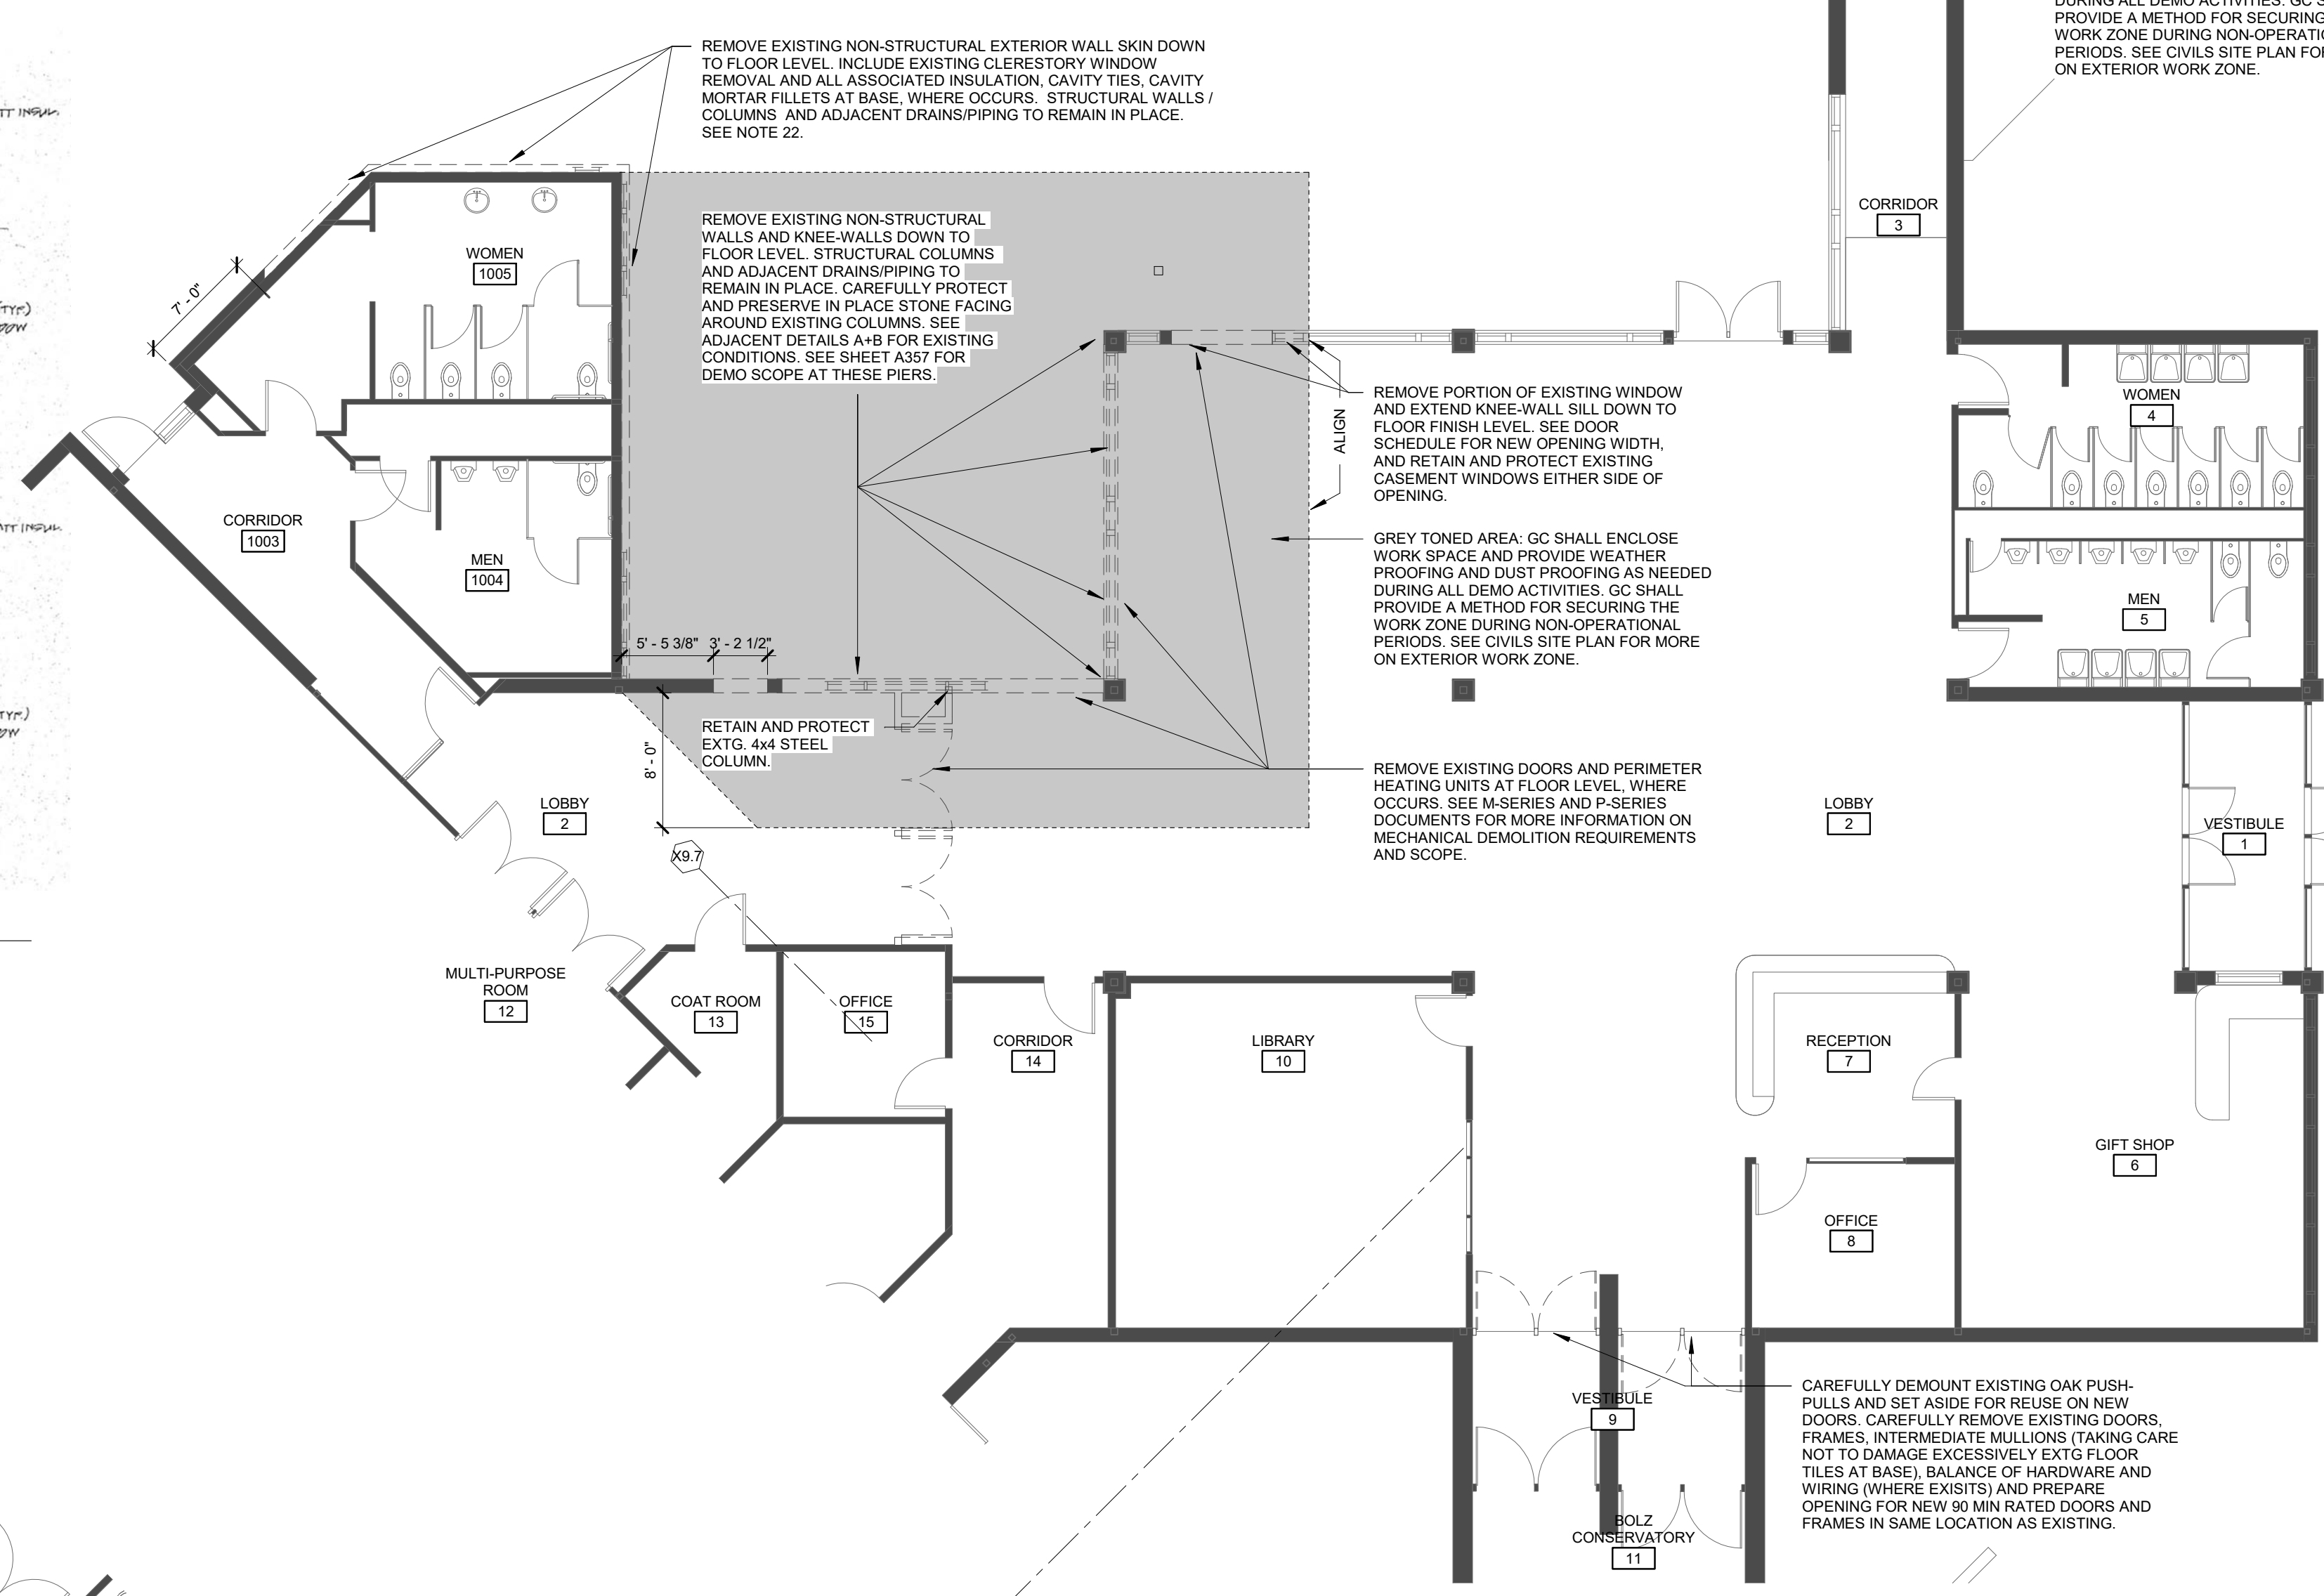 DURING ALL DEMO ACTIVITIES. GC
PROVIDE A METHOD FOR SECURING
WORK ZONE DURING NON-OPERATI
PERIODS. SEE CIVILS SITE PLAN FO
ON EXTERIOR WORK ZONE.
REMOVE EXISTING NON-STRUCTURAL EXTERIOR WALL SKIN DOWN
TO FLOOR LEVEL. INCLUDE EXISTING CLERESTORY WINDOW
REMOVAL AND ALL ASSOCIATED INSULATION, CAVITY TIES, CAVITY
MORTAR FILLETS AT BASE, WHERE OCCURS. STRUCTURAL WALLS /
COLUMNS AND ADJACENT DRAINS/PIPING TO REMAIN IN PLACE.
SEE NOTE 22.
TT INSUL.
CORRIDOR
3
REMOVE EXISTING NON-STRUCTURAL
WALLS AND KNEE-WALLS DOWN TO
FLOOR LEVEL. STRUCTURAL COLUMNS
AND ADJACENT DRAINS/PIPING TO
REMAIN IN PLACE. CAREFULLY PROTECT
AND PRESERVE IN PLACE STONE FACING
AROUND EXISTING COLUMNS. SEE
ADJACENT DETAILS A+B FOR EXISTING
CONDITIONS. SEE SHEET A357 FOR
DEMO SCOPE AT THESE PIERS.
WOMEN
1005
7' - 0"
TYP.)
DOW
ALIGN
REMOVE PORTION OF EXISTING WINDOW
AND EXTEND KNEE-WALL SILL DOWN TO
FLOOR FINISH LEVEL. SEE DOOR
SCHEDULE FOR NEW OPENING WIDTH,
AND RETAIN AND PROTECT EXISTING
CASEMENT WINDOWS EITHER SIDE OF
OPENING.
WOMEN
4
CORRIDOR
1003
ATT INSUL.
MEN
1004
GREY TONED AREA: GC SHALL ENCLOSE
WORK SPACE AND PROVIDE WEATHER
PROOFING AND DUST PROOFING AS NEEDED
DURING ALL DEMO ACTIVITIES. GC SHALL
PROVIDE A METHOD FOR SECURING THE
WORK ZONE DURING NON-OPERATIONAL
PERIODS. SEE CIVILS SITE PLAN FOR MORE
ON EXTERIOR WORK ZONE.
MEN
5
5' - 5 3/8" 3' - 2 1/2"
TYP.)
OW
RETAIN AND PROTECT
EXTG. 4x4 STEEL
COLUMN.
8' - 0"
REMOVE EXISTING DOORS AND PERIMETER
HEATING UNITS AT FLOOR LEVEL, WHERE
OCCURS. SEE M-SERIES AND P-SERIES
DOCUMENTS FOR MORE INFORMATION ON
MECHANICAL DEMOLITION REQUIREMENTS
AND SCOPE.
LOBBY
2
LOBBY
2
VESTIBULE
1
X9.7
MULTI-PURPOSE
ROOM
12
COAT ROOM
13
OFFICE
15
CORRIDOR
14
LIBRARY
10
RECEPTION
7
GIFT SHOP
6
OFFICE
8
VESTIBULE
9
CAREFULLY DEMOUNT EXISTING OAK PUSH-
PULLS AND SET ASIDE FOR REUSE ON NEW
DOORS. CAREFULLY REMOVE EXISTING DOORS,
FRAMES, INTERMEDIATE MULLIONS (TAKING CARE
NOT TO DAMAGE EXCESSIVELY EXTG FLOOR
TILES AT BASE), BALANCE OF HARDWARE AND
WIRING (WHERE EXISITS) AND PREPARE
OPENING FOR NEW 90 MIN RATED DOORS AND
FRAMES IN SAME LOCATION AS EXISTING.
BOLZ
CONSERVATORY
11